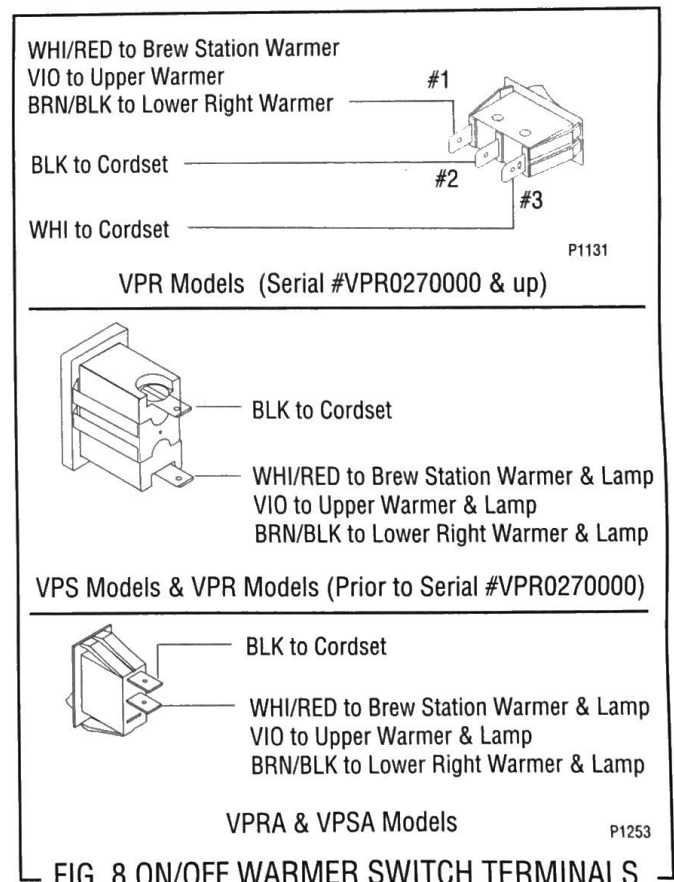 WHI/RED to Brew Station Warmer
VIO to Upper Warmer
BRN/BLK to Lower Right Warmer
#1
BLK to Cordset
#2
#3
WHI to Cordset
P1131
VPR Models (Serial #VPR0270000 & up)
BLK to Cordset
WHI/RED to Brew Station Warmer & Lamp
VIO to Upper Warmer & Lamp
BRN/BLK to Lower Right Warmer & Lamp
VPS Models & VPR Models (Prior to Serial #VPR0270000)
BLK to Cordset
WHI/RED to Brew Station Warmer & Lamp
VIO to Upper Warmer & Lamp
BRN/BLK to Lower Right Warmer & Lamp
VPRA & VPSA Models
P1253
FIG. 8 ON/OFF WARMER SWITCH TERMINALS